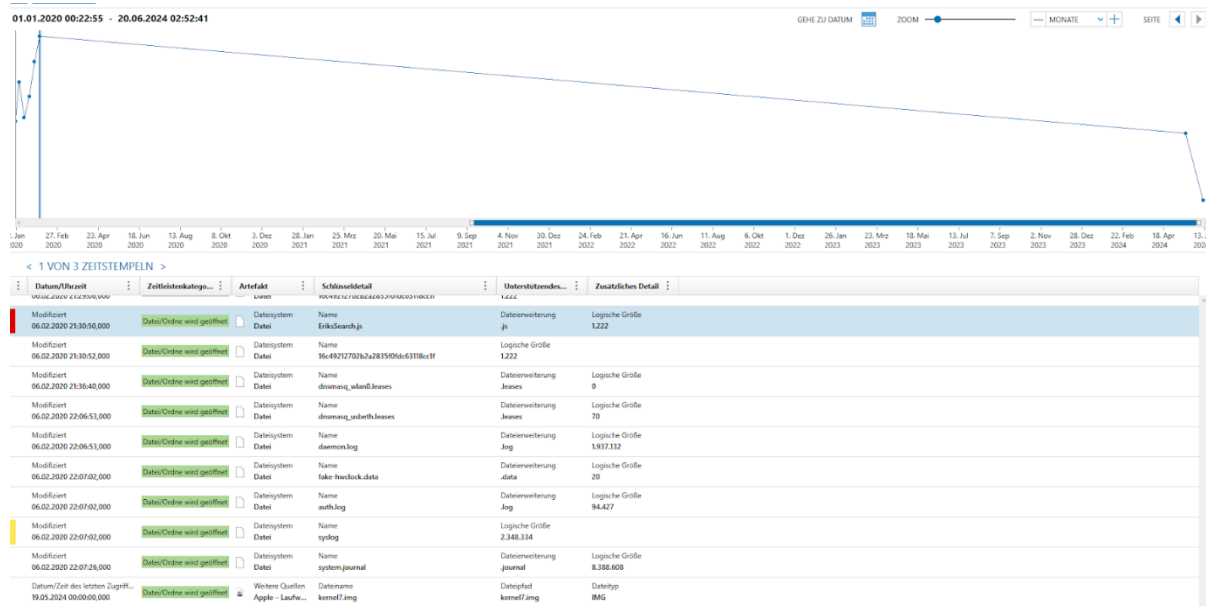 01.01.2020 00:22:55 - 20.06.2024 02:52:41
GEHE ZU DATUM ZOOM MONATE SEITE
27. Feb 23. Apr 18. Jun 13. Aug 8. Okt 3. Dez 28. Jan 25. Mrz 20. Mai 15. Jul 9. Sep 4. Nov 30. Dez 24. Feb 21. Apr 16. Jun 11. Aug 6. Okt 1. Dez 26. Jan 23. Mrz 18. Mai 13. Jul 7. Sep 2. Nov 28. Dez 22. Feb 18. Apr
2020 2020 2020 2020 2020 2020 2021 2021 2021 2021 2021 2021 2021 2022 2022 2022 2022 2022 2022 2023 2023 2023 2023 2023 2023 2023 2024 2024
< 1 VON 3 ZEITSTEMPELN >
Datum/Uhrzeit Zeitleistenkatego... Artefakt Schlüsseldetail Unterstützendes... Zusätzliches Detail
Modifiziert Dateisystem Name Dateierweiterung Logische Größe
06.02.2020 21:30:50,000 Datei/Ordne wird geöffnet Datei EriksSearch.js .js 1.222
Modifiziert Dateisystem Name Logische Größe
06.02.2020 21:30:52,000 Datei/Ordne wird geöffnet Datei 1.222
Modifiziert Dateisystem Name Dateierweiterung Logische Größe
06.02.2020 21:36:40,000 Datei/Ordne wird geöffnet Datei dnsmasq_wlan0.leases .leases 0
Modifiziert Dateisystem Name Dateierweiterung Logische Größe
06.02.2020 22:06:53,000 Datei/Ordne wird geöffnet Datei dnsmasq_usbeth.leases .leases 70
Modifiziert Dateisystem Name Dateierweiterung Logische Größe
06.02.2020 22:06:53,000 Datei/Ordne wird geöffnet Datei daemon.log .log 1.937.132
Modifiziert Dateisystem Name Dateierweiterung Logische Größe
06.02.2020 22:07:02,000 Datei/Ordne wird geöffnet Datei fake-hwclock.data .data 20
Modifiziert Dateisystem Name Dateierweiterung Logische Größe
06.02.2020 22:07:02,000 Datei/Ordne wird geöffnet Datei auth.log .log 94.427
Modifiziert Dateisystem Name Logische Größe
06.02.2020 22:07:02,000 Datei/Ordne wird geöffnet Datei syslog 2.348.334
Modifiziert Dateisystem Name Dateierweiterung Logische Größe
06.02.2020 22:07:26,000 Datei/Ordne wird geöffnet Datei system.journal .journal 8.388.608
Datum/Zeit des letzten Zugriff... Weitere Quellen Dateiname Dateipfad Dateityp
19.05.2024 00:00:00,000 Datei/Ordne wird geöffnet Apple – Laufw... kernel7.img kernel7.img IMG